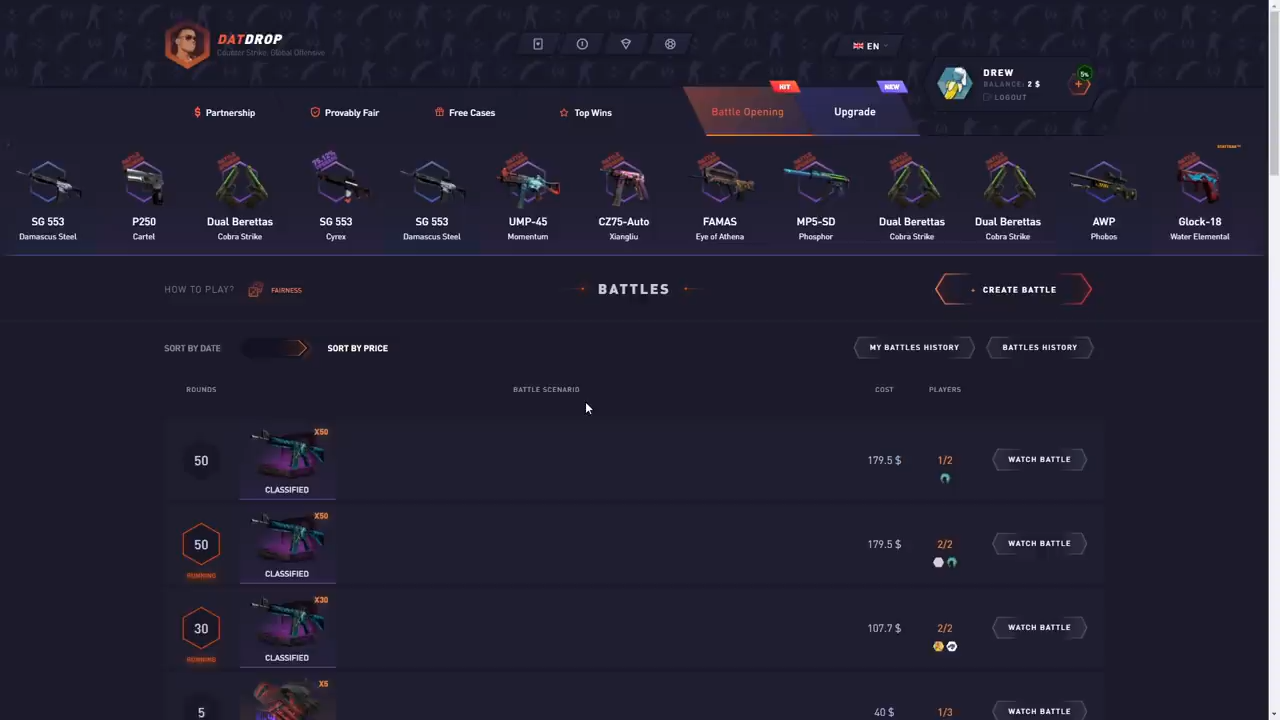 DATDROP
Counter Strike: Global Offensive
EN
DREW
BALANCE: 2 $
LOGOUT
5%
Partnership
Provably Fair
Free Cases
Top Wins
HIT
Battle Opening
NEW
Upgrade
SG 553
Damascus Steel
P250
Cartel
Dual Berettas
Cobra Strike
SG 553
Cyrex
SG 553
Damascus Steel
UMP-45
Momentum
CZ75-Auto
Xiangliu
FAMAS
Eye of Athena
MP5-SD
Phosphor
Dual Berettas
Cobra Strike
Dual Berettas
Cobra Strike
AWP
Phobos
Glock-18
Water Elemental
HOW TO PLAY?
FAIRNESS
BATTLES
CREATE BATTLE
SORT BY DATE
SORT BY PRICE
MY BATTLES HISTORY
BATTLES HISTORY
ROUNDS
BATTLE SCENARIO
COST
PLAYERS
50
X50
CLASSIFIED
179.5 $
1/2
WATCH BATTLE
50
RUNNING
X50
CLASSIFIED
179.5 $
2/2
WATCH BATTLE
30
RUNNING
X30
CLASSIFIED
107.7 $
2/2
WATCH BATTLE
5
X5
40 $
1/3
WATCH BATTLE